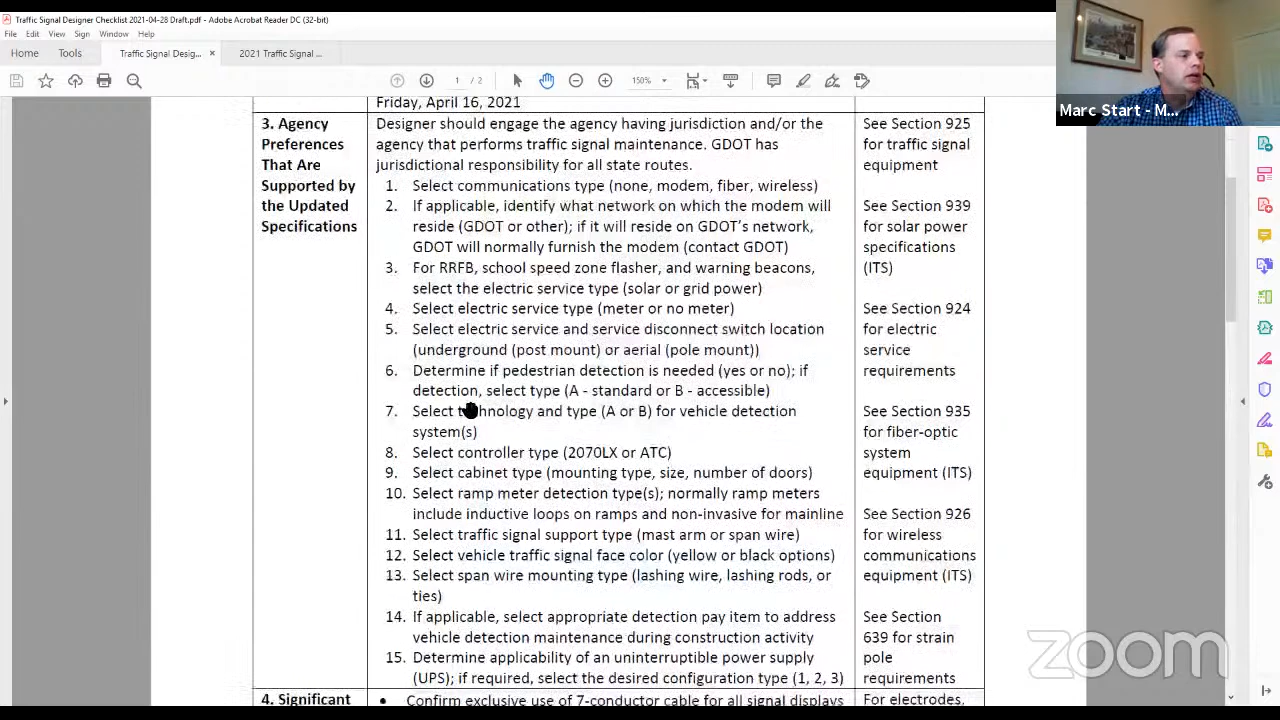 Traffic Signal Designer Checklist 2021-04-28 Draft.pdf - Adobe Acrobat Reader DC (32-bit)
File Edit View Sign Window Help
Home Tools Traffic Signal Desig... × 2021 Traffic Signal ...
1 / 2 150%
Marc Start - M...
Friday, April 16, 2021
3. Agency
Preferences
That Are
Supported by
the Updated
Specifications
Designer should engage the agency having jurisdiction and/or the
agency that performs traffic signal maintenance. GDOT has
jurisdictional responsibility for all state routes.
1. Select communications type (none, modem, fiber, wireless)
2. If applicable, identify what network on which the modem will
reside (GDOT or other); if it will reside on GDOT's network,
GDOT will normally furnish the modem (contact GDOT)
3. For RRFB, school speed zone flasher, and warning beacons,
select the electric service type (solar or grid power)
4. Select electric service type (meter or no meter)
5. Select electric service and service disconnect switch location
(underground (post mount) or aerial (pole mount))
6. Determine if pedestrian detection is needed (yes or no); if
detection, select type (A - standard or B - accessible)
7. Select technology and type (A or B) for vehicle detection
system(s)
8. Select controller type (2070LX or ATC)
9. Select cabinet type (mounting type, size, number of doors)
10. Select ramp meter detection type(s); normally ramp meters
include inductive loops on ramps and non-invasive for mainline
11. Select traffic signal support type (mast arm or span wire)
12. Select vehicle traffic signal face color (yellow or black options)
13. Select span wire mounting type (lashing wire, lashing rods, or
ties)
14. If applicable, select appropriate detection pay item to address
vehicle detection maintenance during construction activity
15. Determine applicability of an uninterruptible power supply
(UPS); if required, select the desired configuration type (1, 2, 3)
See Section 925
for traffic signal
equipment
See Section 939
for solar power
specifications
(ITS)
See Section 924
for electric
service
requirements
See Section 935
for fiber-optic
system
equipment (ITS)
See Section 926
for wireless
communications
equipment (ITS)
See Section
639 for strain
pole
requirements
4. Significant
• Confirm exclusive use of 7-conductor cable for all signal displays
For electrodes,
zoom